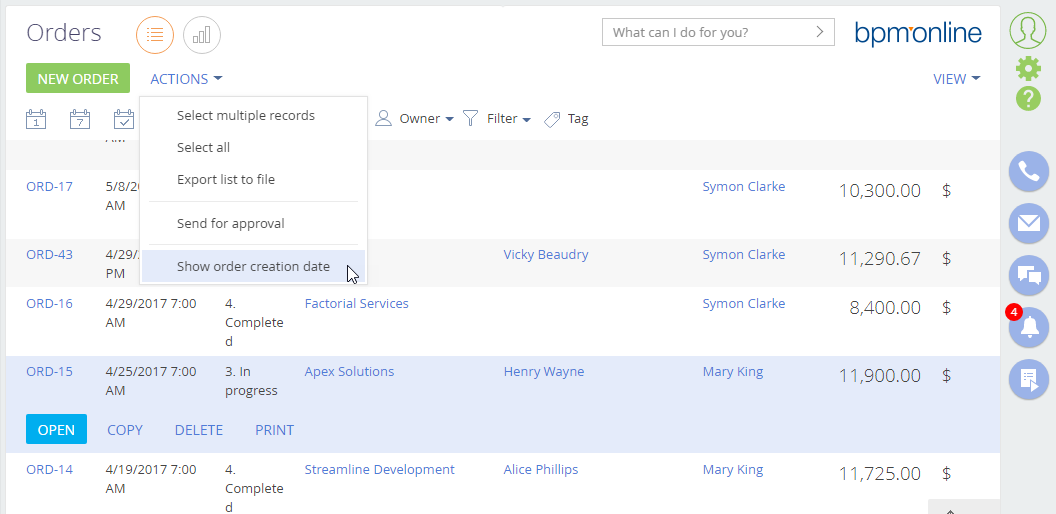 Orders
What can I do for you?
bpm'online
NEW ORDER
ACTIONS
VIEW
1
7
Owner
Filter
Tag
Select multiple records
Select all
Export list to file
Send for approval
Show order creation date
ORD-17
5/8/20
AM
Symon Clarke
10,300.00
$
ORD-43
4/29/
PM
Vicky Beaudry
Symon Clarke
11,290.67
$
ORD-16
4/29/2017 7:00
AM
4.
Complete
d
Factorial Services
Symon Clarke
8,400.00
$
4
ORD-15
4/25/2017 7:00
AM
3. In
progress
Apex Solutions
Henry Wayne
Mary King
11,900.00
$
OPEN
COPY
DELETE
PRINT
ORD-14
4/19/2017 7:00
AM
4.
Complete
d
Streamline Development
Alice Phillips
Mary King
11,725.00
$